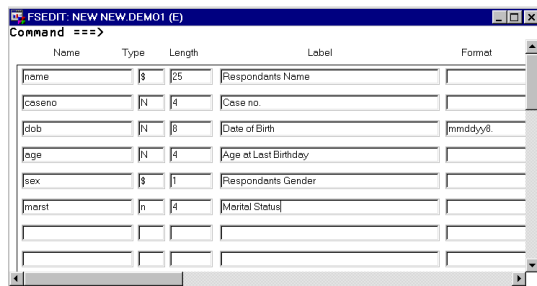 FSEDIT: NEW NEW.DEMO1 (E)
Command ===>
Name Type Length Label Format
name $ 25 Respondants Name
caseno N 4 Case no.
dob N 8 Date of Birth mmddyy8.
age N 4 Age at Last Birthday
sex $ 1 Respondants Gender
marst n 4 Marital Status